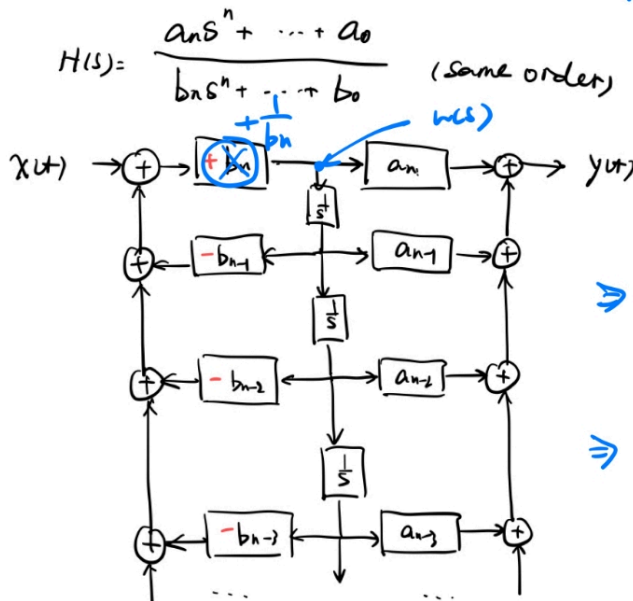 H(s)= (aₙsⁿ + ··· + a₀) / (bₙsⁿ + ··· + b₀) (same order)
+ 1/bₙ w(s)
x(t) + + bₙ aₙ + y(t)
1/s
+ - bₙ₋₁ aₙ₋₁ +
⇒
1/s
+ - bₙ₋₂ aₙ₋₂ +
⇒
1/s
+ - bₙ₋₃ aₙ₋₃ +
... ...